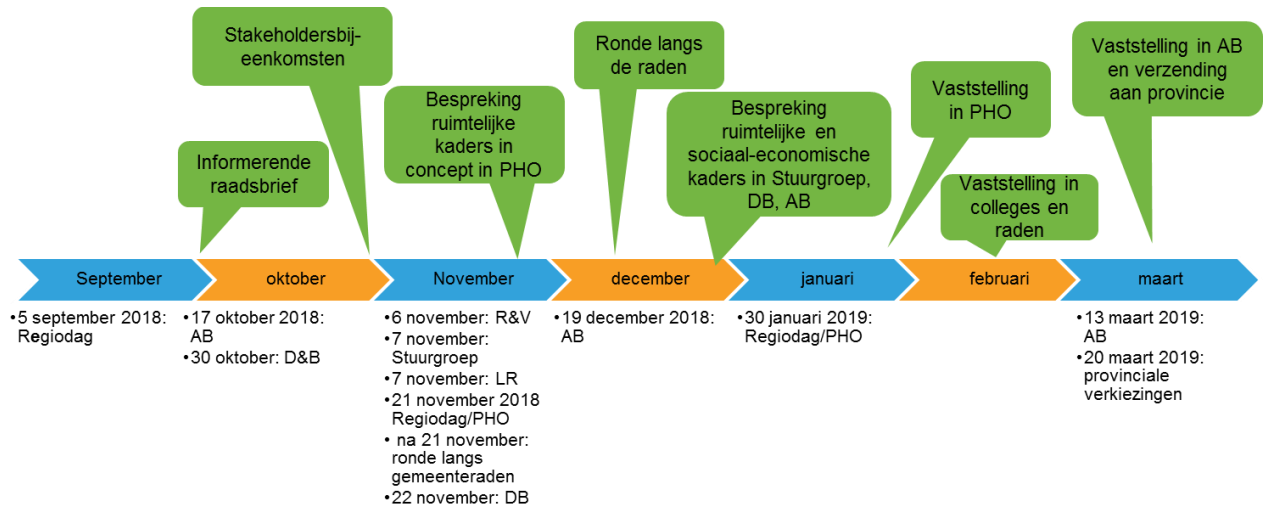 Stakeholdersbij-
eenkomsten
Ronde langs
de raden
Vaststelling in AB
en verzending
aan provincie
Bespreking
ruimtelijke
kaders in
concept in PHO
Bespreking
ruimtelijke en
sociaal-economische
kaders in Stuurgroep,
DB, AB
Vaststelling
in PHO
Informerende
raadsbrief
Vaststelling in
colleges en
raden
September
oktober
November
december
januari
februari
maart
•5 september 2018:
Regiodag
•17 oktober 2018:
AB
•30 oktober: D&B
•6 november: R&V
•7 november:
Stuurgroep
•7 november: LR
•21 november 2018
Regiodag/PHO
• na 21 november:
ronde langs
gemeenteraden
•22 november: DB
•19 december 2018:
AB
•30 januari 2019:
Regiodag/PHO
•13 maart 2019:
AB
•20 maart 2019:
provinciale
verkiezingen